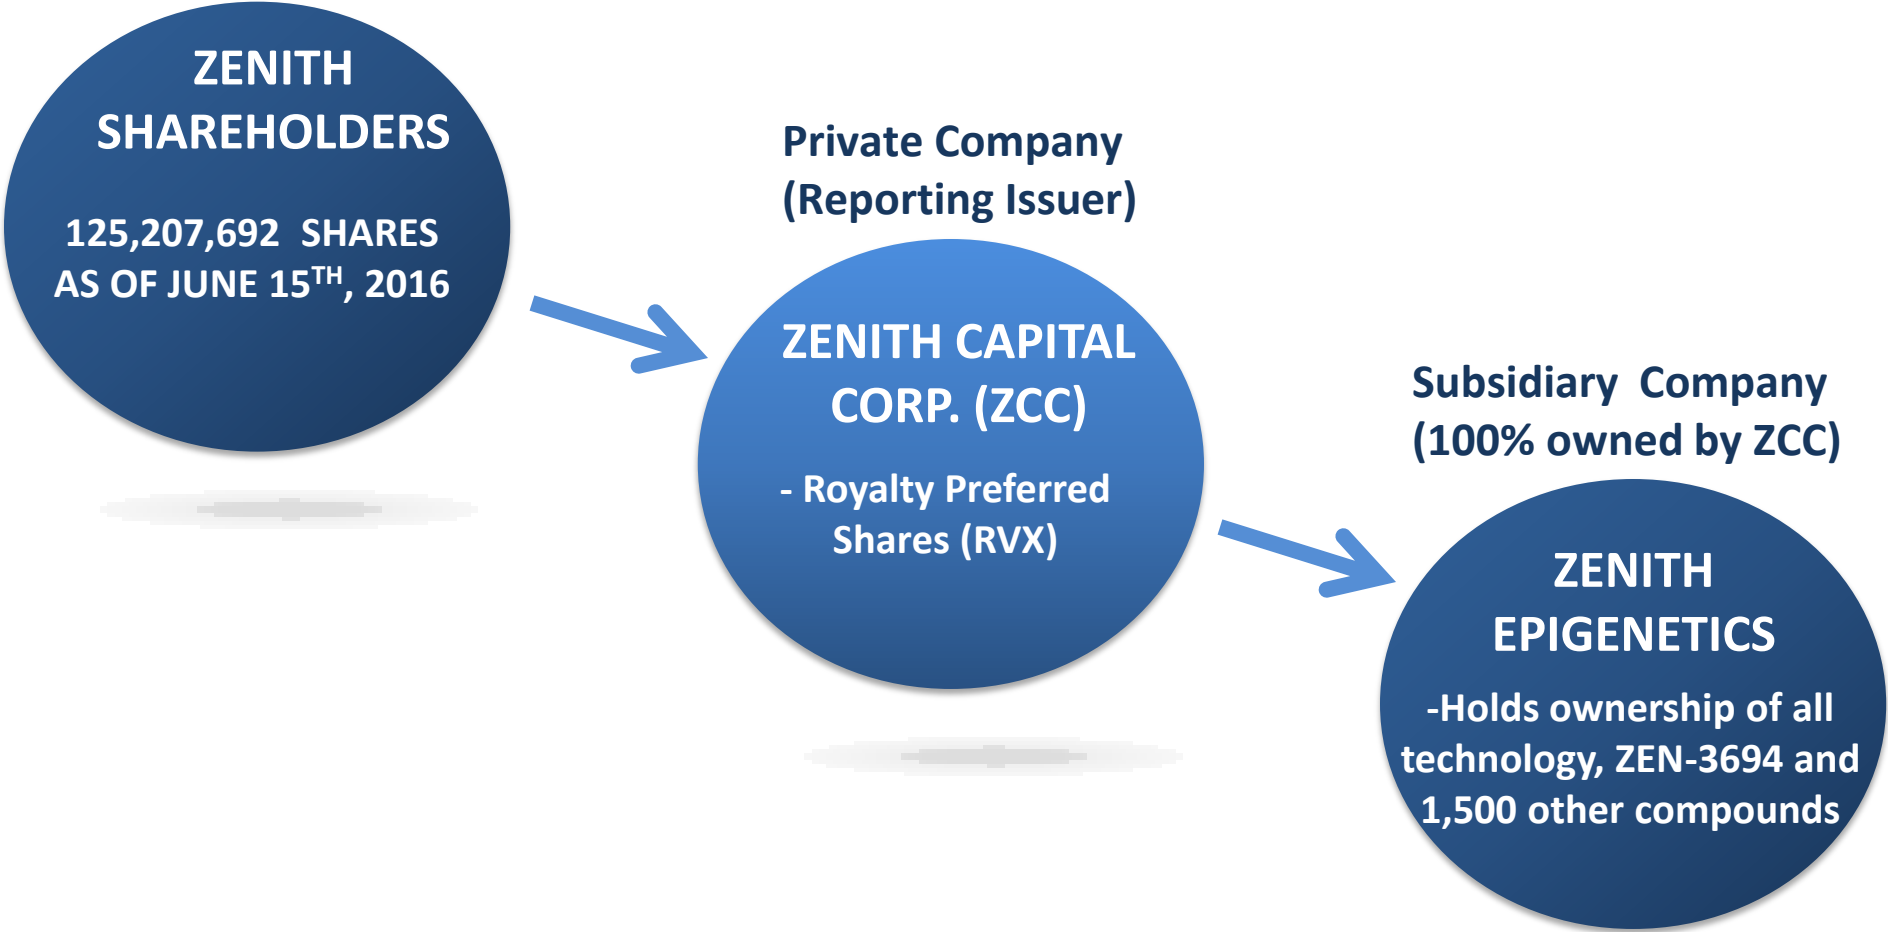 ZENITH
SHAREHOLDERS
125,207,692  SHARES
AS OF JUNE 15TH, 2016
Private Company
(Reporting Issuer)
ZENITH CAPITAL
CORP. (ZCC)
- Royalty Preferred
Shares (RVX)
Subsidiary  Company
(100% owned by ZCC)
ZENITH
EPIGENETICS
-Holds ownership of all
technology, ZEN-3694 and
1,500 other compounds